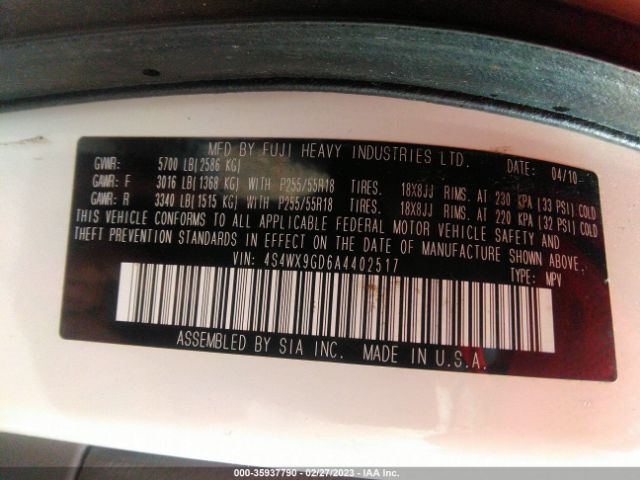 MFD BY FUJI HEAVY INDUSTRIES LTD. DATE: 04/10
GVWR: 5700 LB[2586 KG]
GAWR: F 3016 LB[1368 KG] WITH P255/55R18 TIRES. 18X8JJ RIMS. AT 230 KPA (33 PSI) COLD
GAWR: R 3340 LB[1515 KG] WITH P255/55R18 TIRES. 18X8JJ RIMS. AT 220 KPA (32 PSI) COLD
THIS VEHICLE CONFORMS TO ALL APPLICABLE FEDERAL MOTOR VEHICLE SAFETY AND
THEFT PREVENTION STANDARDS IN EFFECT ON THE DATE OF MANUFACTURE SHOWN ABOVE.
VIN: 4S4WX9GD6A4402517 TYPE: MPV
ASSEMBLED BY SIA INC. MADE IN U.S.A.
000-35937790 - 02/27/2023 - IAA Inc.